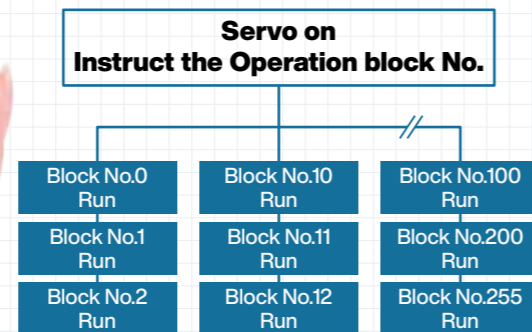 Servo on
Instruct the Operation block No.
Block No.0
Run
Block No.10
Run
Block No.100
Run
Block No.1
Run
Block No.11
Run
Block No.200
Run
Block No.2
Run
Block No.12
Run
Block No.255
Run